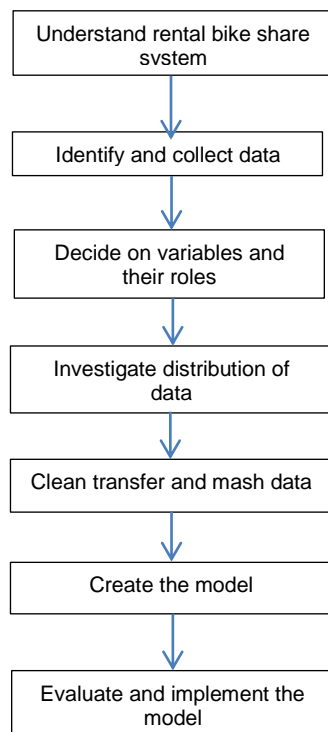 Understand rental bike share
system
Identify and collect data
Decide on variables and
their roles
Investigate distribution of
data
Clean transfer and mash data
Create the model
Evaluate and implement the
model